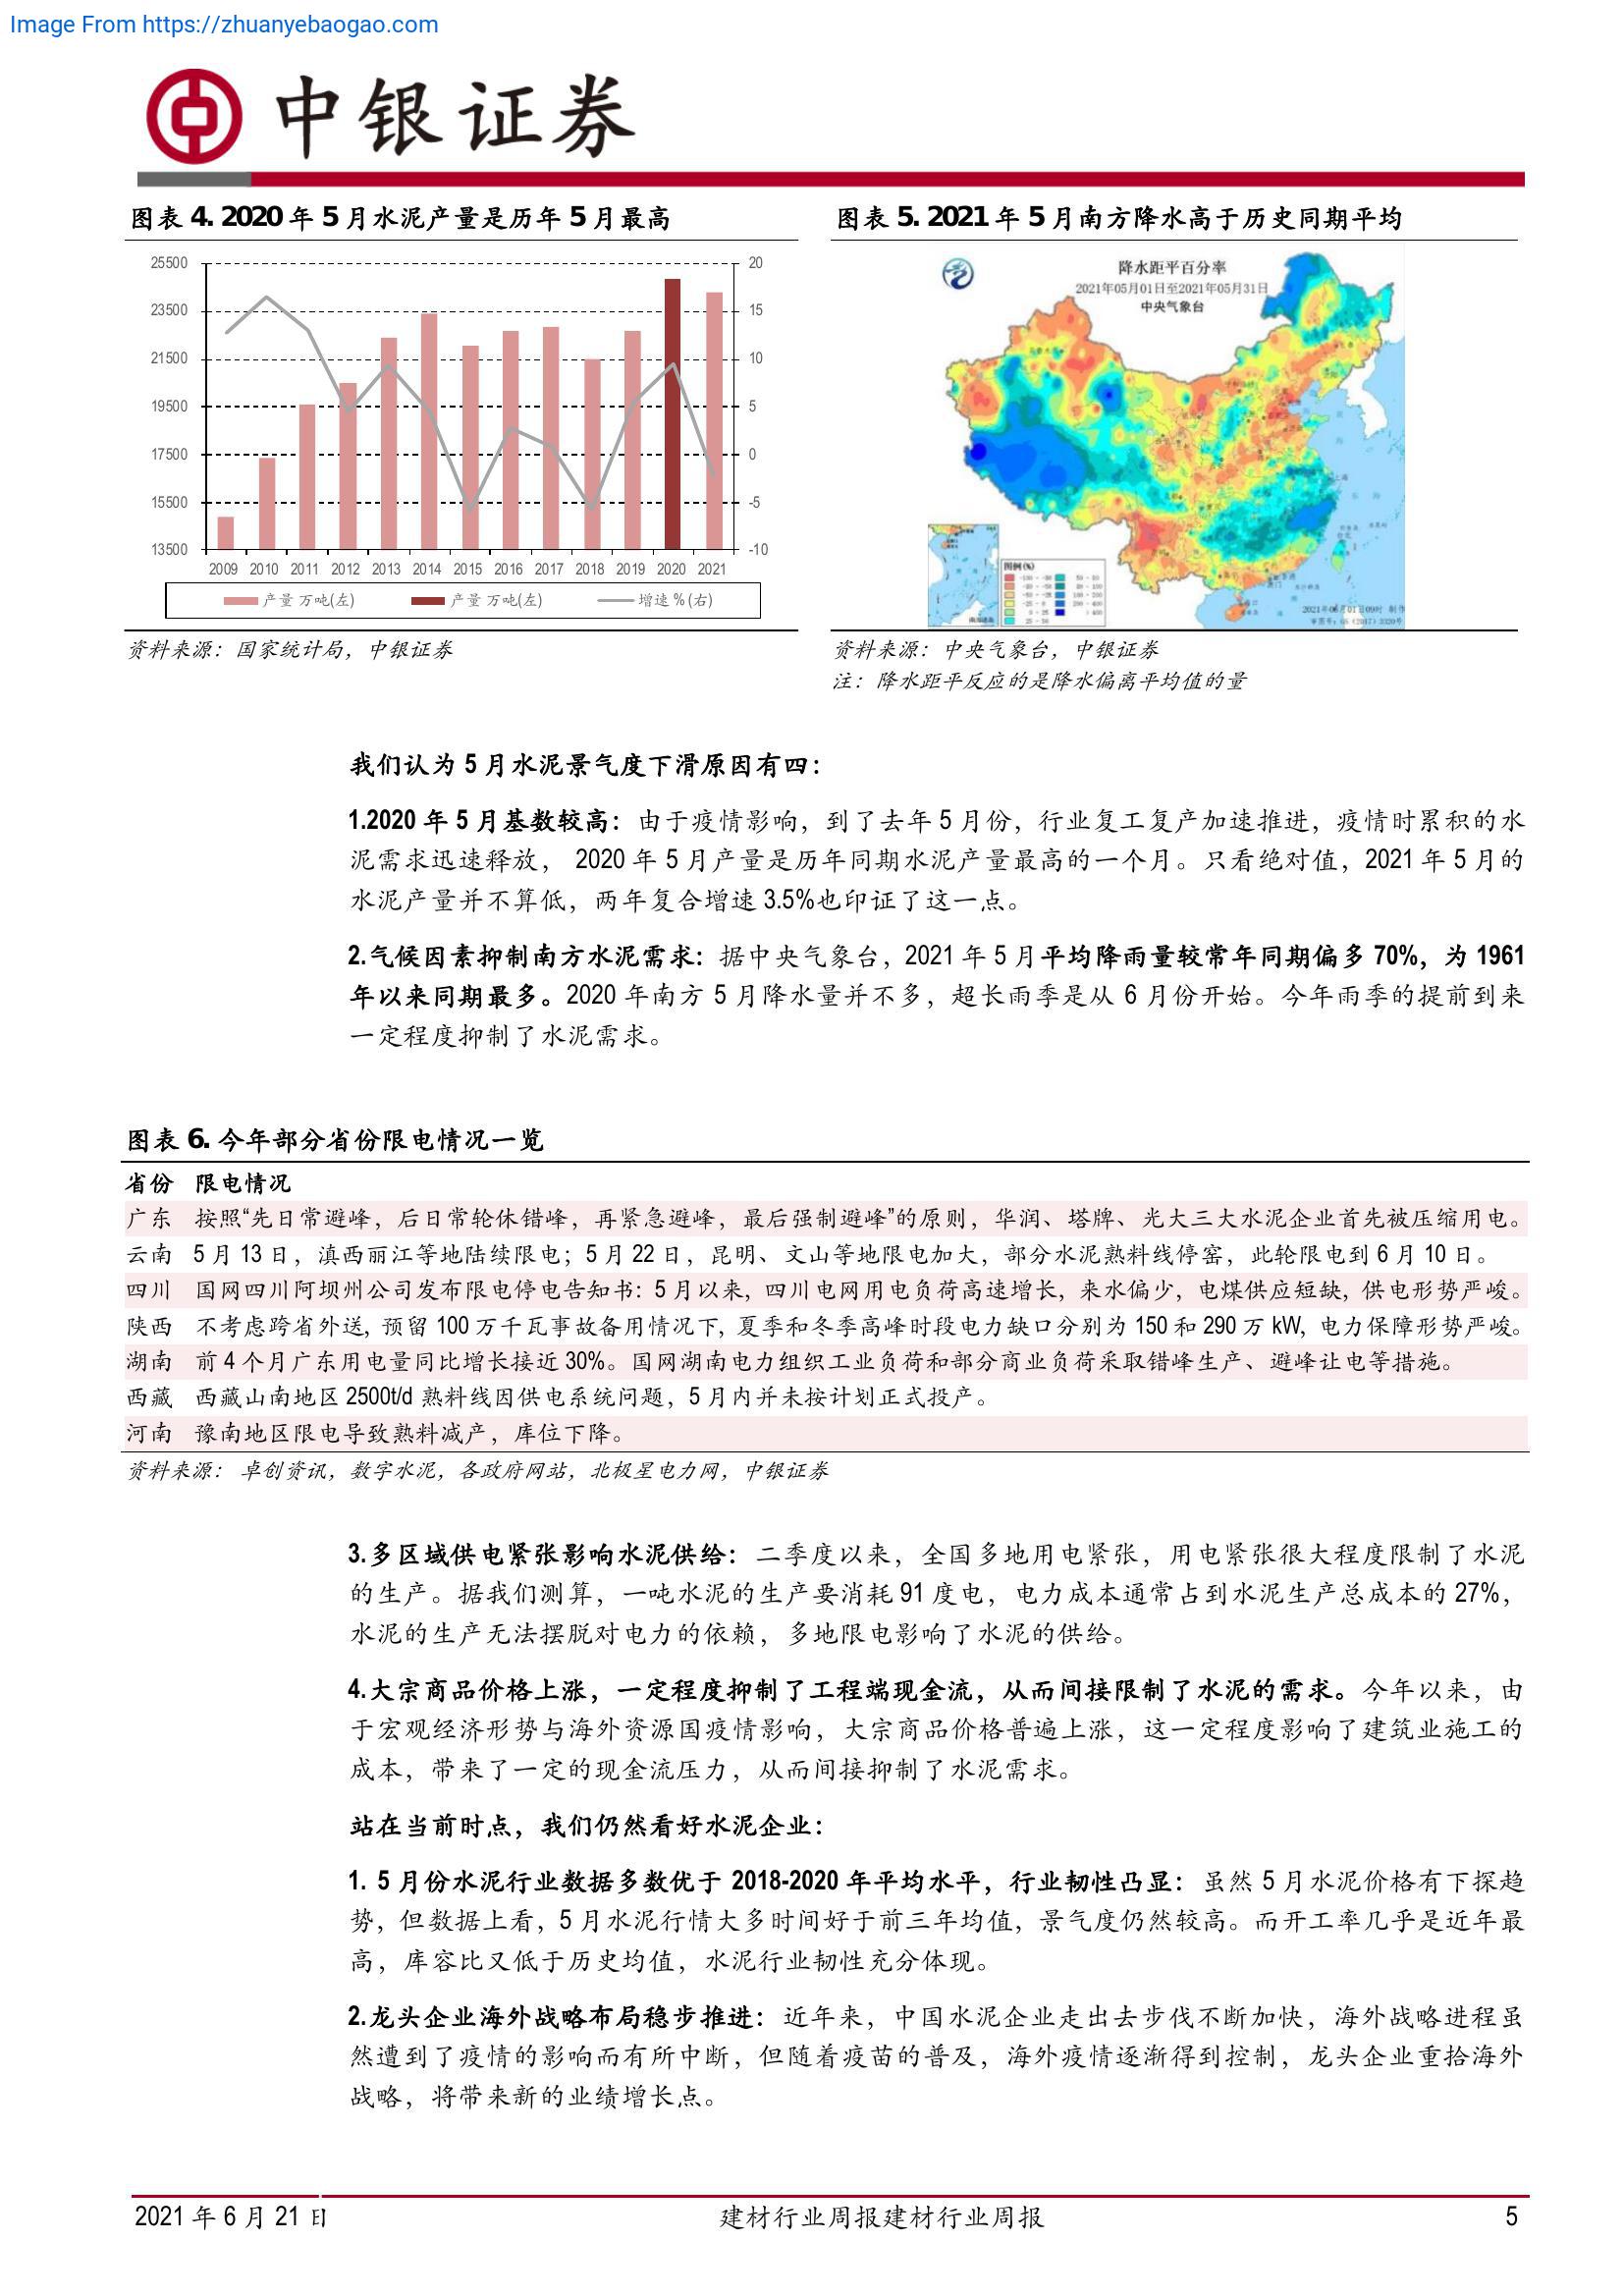 Image From https://zhuanyebaogao.com
中银证券
图表 4. 2020 年 5 月水泥产量是历年 5 月最高
25500
23500
21500
19500
17500
15500
13500
20
15
10
5
0
-5
-10
2009 2010 2011 2012 2013 2014 2015 2016 2017 2018 2019 2020 2021
产量 万吨(左) 产量 万吨(左) 增速 %(右)
资料来源：国家统计局，中银证券
图表 5. 2021 年 5 月南方降水高于历史同期平均
降水距平百分率
2021年05月01日至2021年05月31日
中央气象台
图例(%)
资料来源：中央气象台，中银证券
注：降水距平反应的是降水偏离平均值的量
我们认为 5 月水泥景气度下滑原因有四：
1.2020 年 5 月基数较高：由于疫情影响，到了去年 5 月份，行业复工复产加速推进，疫情时累积的水
泥需求迅速释放， 2020 年 5 月产量是历年同期水泥产量最高的一个月。只看绝对值，2021 年 5 月的
水泥产量并不算低，两年复合增速 3.5%也印证了这一点。
2.气候因素抑制南方水泥需求：据中央气象台，2021 年 5 月平均降雨量较常年同期偏多 70%，为 1961
年以来同期最多。2020 年南方 5 月降水量并不多，超长雨季是从 6 月份开始。今年雨季的提前到来
一定程度抑制了水泥需求。
图表 6. 今年部分省份限电情况一览
省份 限电情况
广东 按照“先日常避峰，后日常轮休错峰，再紧急避峰，最后强制避峰”的原则，华润、塔牌、光大三大水泥企业首先被压缩用电。
云南 5 月 13 日，滇西丽江等地陆续限电；5 月 22 日，昆明、文山等地限电加大，部分水泥熟料线停窑，此轮限电到 6 月 10 日。
四川 国网四川阿坝州公司发布限电停电告知书：5 月以来，四川电网用电负荷高速增长，来水偏少，电煤供应短缺，供电形势严峻。
陕西 不考虑跨省外送，预留 100 万千瓦事故备用情况下，夏季和冬季高峰时段电力缺口分别为 150 和 290 万 kW，电力保障形势严峻。
湖南 前 4 个月广东用电量同比增长接近 30%。国网湖南电力组织工业负荷和部分商业负荷采取错峰生产、避峰让电等措施。
西藏 西藏山南地区 2500t/d 熟料线因供电系统问题，5 月内并未按计划正式投产。
河南 豫南地区限电导致熟料减产，库位下降。
资料来源： 卓创资讯，数字水泥，各政府网站，北极星电力网，中银证券
3.多区域供电紧张影响水泥供给：二季度以来，全国多地用电紧张，用电紧张很大程度限制了水泥
的生产。据我们测算，一吨水泥的生产要消耗 91 度电，电力成本通常占到水泥生产总成本的 27%，
水泥的生产无法摆脱对电力的依赖，多地限电影响了水泥的供给。
4.大宗商品价格上涨，一定程度抑制了工程端现金流，从而间接限制了水泥的需求。今年以来，由
于宏观经济形势与海外资源国疫情影响，大宗商品价格普遍上涨，这一定程度影响了建筑业施工的
成本，带来了一定的现金流压力，从而间接抑制了水泥需求。
站在当前时点，我们仍然看好水泥企业：
1. 5 月份水泥行业数据多数优于 2018-2020 年平均水平，行业韧性凸显：虽然 5 月水泥价格有下探趋
势，但数据上看，5 月水泥行情大多时间好于前三年均值，景气度仍然较高。而开工率几乎是近年最
高，库容比又低于历史均值，水泥行业韧性充分体现。
2.龙头企业海外战略布局稳步推进：近年来，中国水泥企业走出去步伐不断加快，海外战略进程虽
然遭到了疫情的影响而有所中断，但随着疫苗的普及，海外疫情逐渐得到控制，龙头企业重拾海外
战略，将带来新的业绩增长点。
2021 年 6 月 21 日 建材行业周报建材行业周报 5